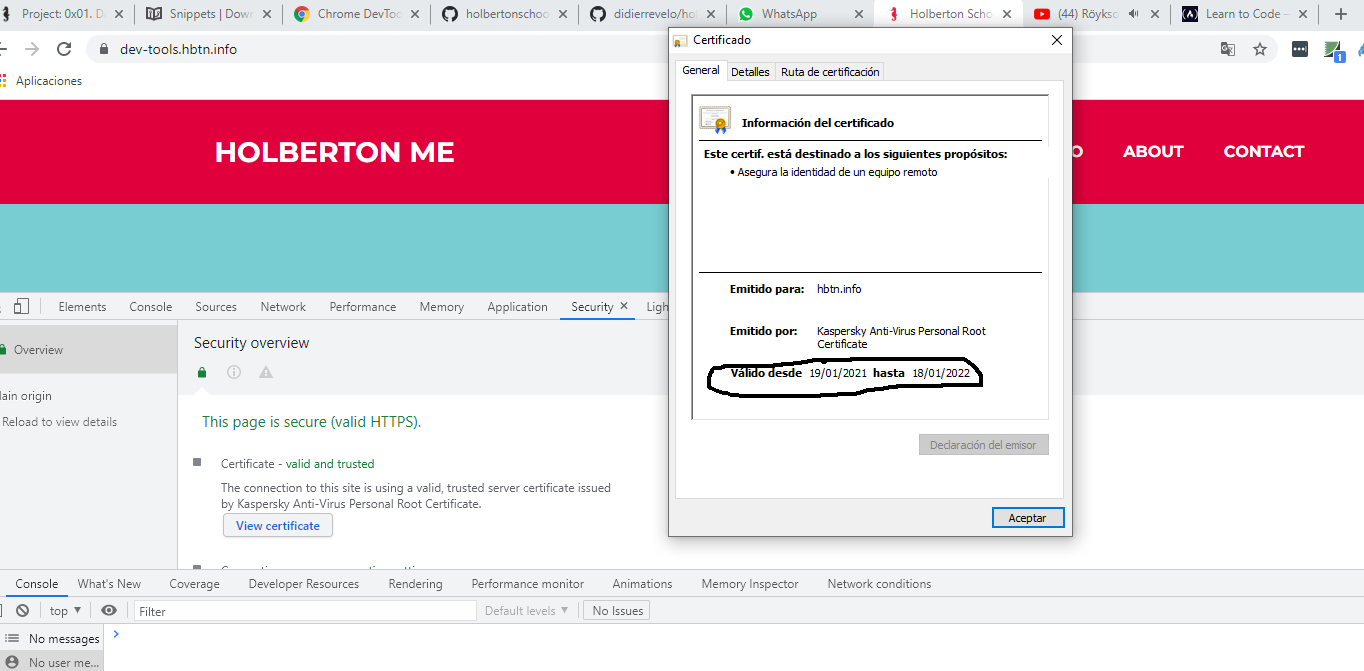 Project: 0x01. D
Snippets | Dow
Chrome DevToo
holbertonschoo
didierrevelo/hol
WhatsApp
Holberton Scho
(44) Röykso
Learn to Code –
dev-tools.hbtn.info
1
Aplicaciones
HOLBERTON ME
O
ABOUT
CONTACT
Certificado
General
Detalles
Ruta de certificación
Información del certificado
Este certif. está destinado a los siguientes propósitos:
• Asegura la identidad de un equipo remoto
Emitido para: hbtn.info
Emitido por: Kaspersky Anti-Virus Personal Root
Certificate
Válido desde 19/01/2021 hasta 18/01/2022
Declaración del emisor
Aceptar
Elements
Console
Sources
Network
Performance
Memory
Application
Security
Ligh
Overview
ain origin
Reload to view details
Security overview
This page is secure (valid HTTPS).
Certificate - valid and trusted
The connection to this site is using a valid, trusted server certificate issued
by Kaspersky Anti-Virus Personal Root Certificate.
View certificate
Console
What's New
Coverage
Developer Resources
Rendering
Performance monitor
Animations
Memory Inspector
Network conditions
top
Filter
Default levels
No Issues
No messages
No user me...